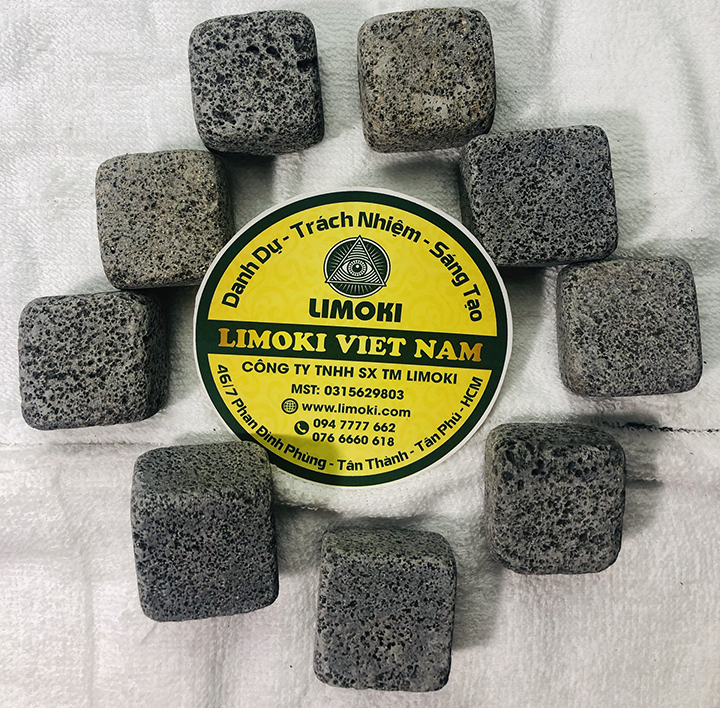 Danh Dự - Trách Nhiệm - Sáng Tạo
LIMOKI
LIMOKI VIET NAM
CÔNG TY TNHH SX TM LIMOKI
MST: 0315629803
www.limoki.com
094 7777 662
076 6660 618
46/7 Phan Đình Phùng - Tân Thành - Tân Phú - HCM